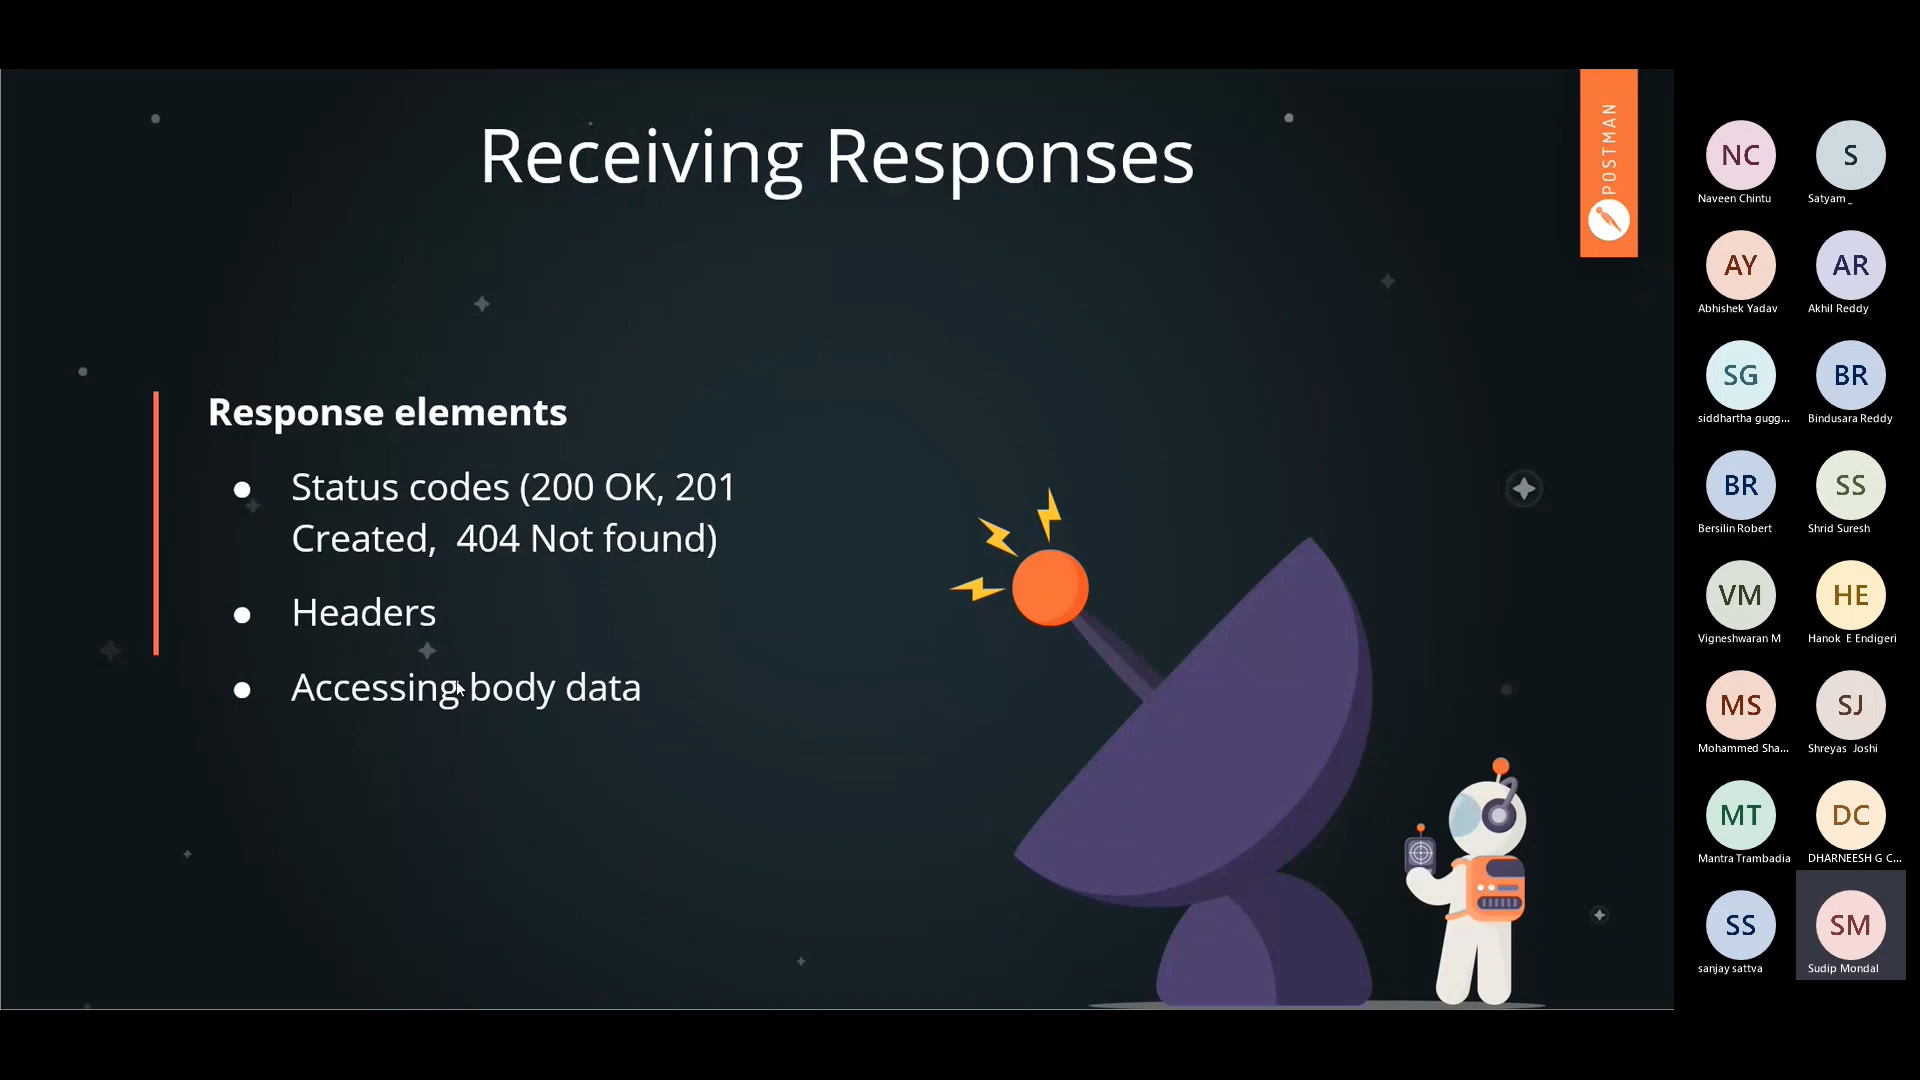 Receiving Responses
POSTMAN
Response elements
● Status codes (200 OK, 201
Created,  404 Not found)
● Headers
● Accessing body data
NC
Naveen Chintu
S
Satyam _
AY
Abhishek Yadav
AR
Akhil Reddy
SG
siddhartha gugg...
BR
Bindusara Reddy
BR
Bersilin Robert
SS
Shrid Suresh
VM
Vigneshwaran M
HE
Hanok E Endigeri
MS
Mohammed Sha...
SJ
Shreyas Joshi
MT
Mantra Trambadia
DC
DHARNEESH G C...
SS
sanjay sattva
SM
Sudip Mondal